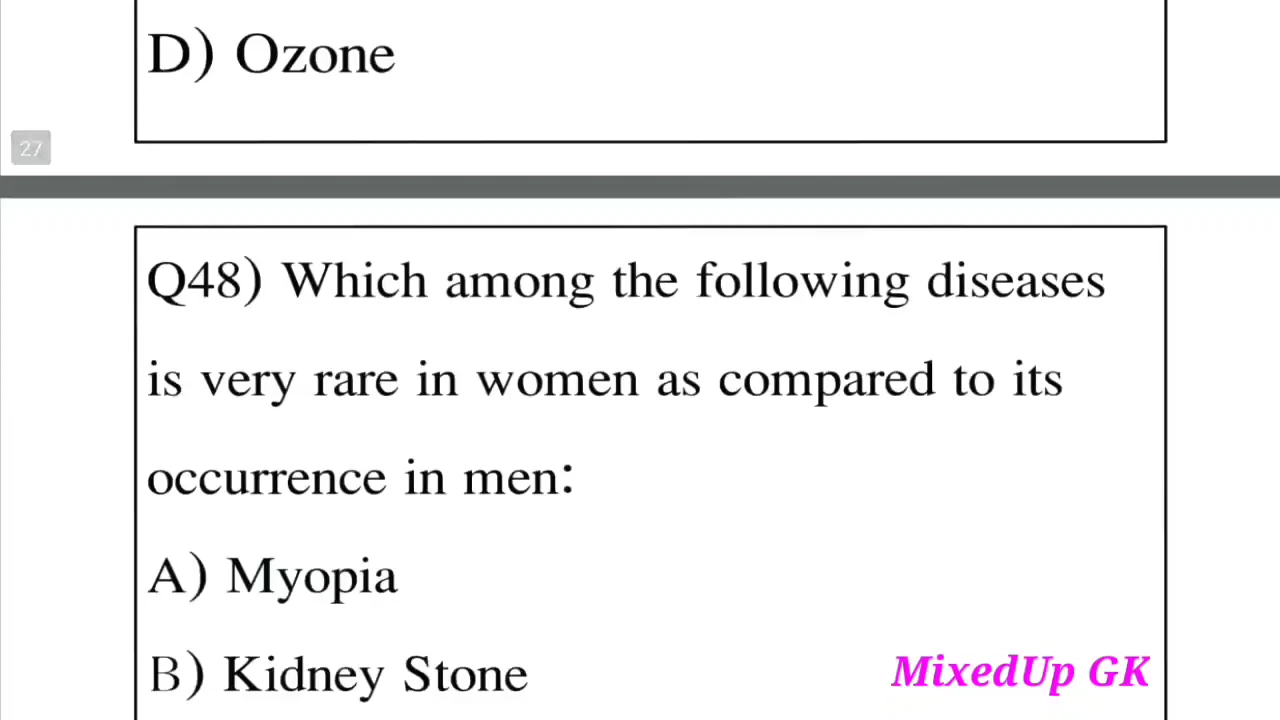 D) Ozone
27
Q48) Which among the following diseases
is very rare in women as compared to its
occurrence in men:
A) Myopia
B) Kidney Stone
MixedUp GK